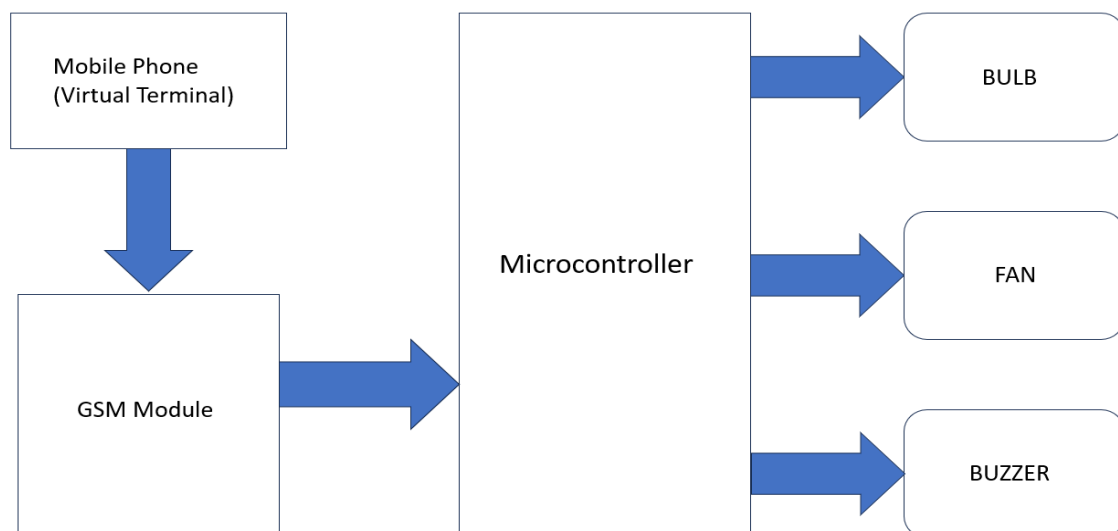 Mobile Phone
(Virtual Terminal)
GSM Module
Microcontroller
BULB
FAN
BUZZER